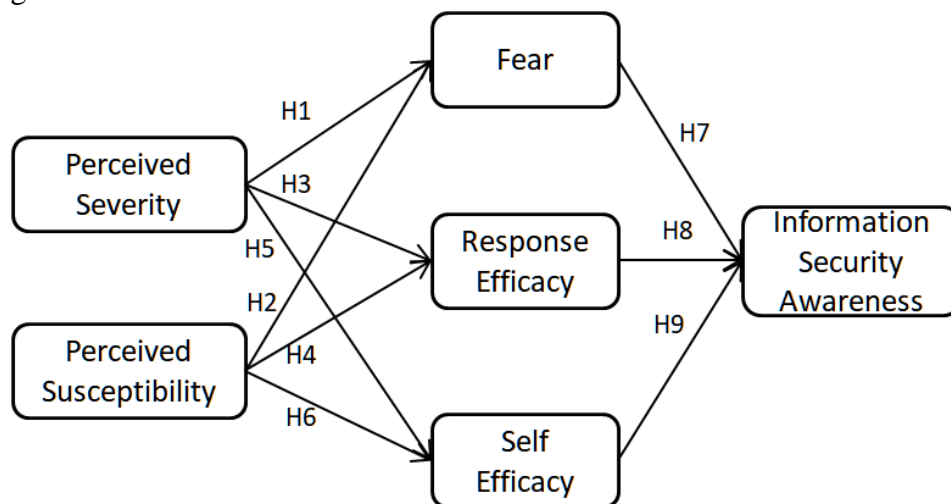 Fear
H1
H7
Perceived
Severity
H3
Response
Efficacy
H8
Information
Security
Awareness
H5
H2
H9
Perceived
Susceptibility
H4
H6
Self
Efficacy